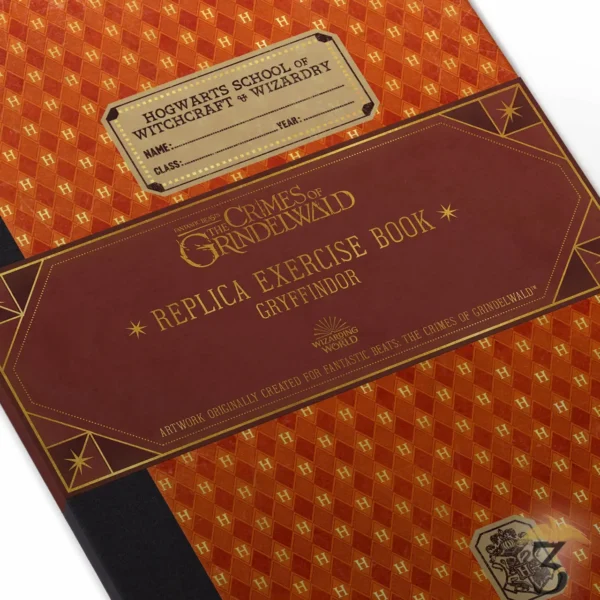 HOGWARTS SCHOOL OF
WITCHCRAFT & WIZARDRY
NAME:
YEAR:
CLASS:
FANTASTIC BEASTS
THE CRIMES OF
GRINDELWALD
REPLICA EXERCISE BOOK
GRYFFINDOR
WIZARDING
WORLD
ARTWORK ORIGINALLY CREATED FOR FANTASTIC BEASTS: THE CRIMES OF GRINDELWALD™